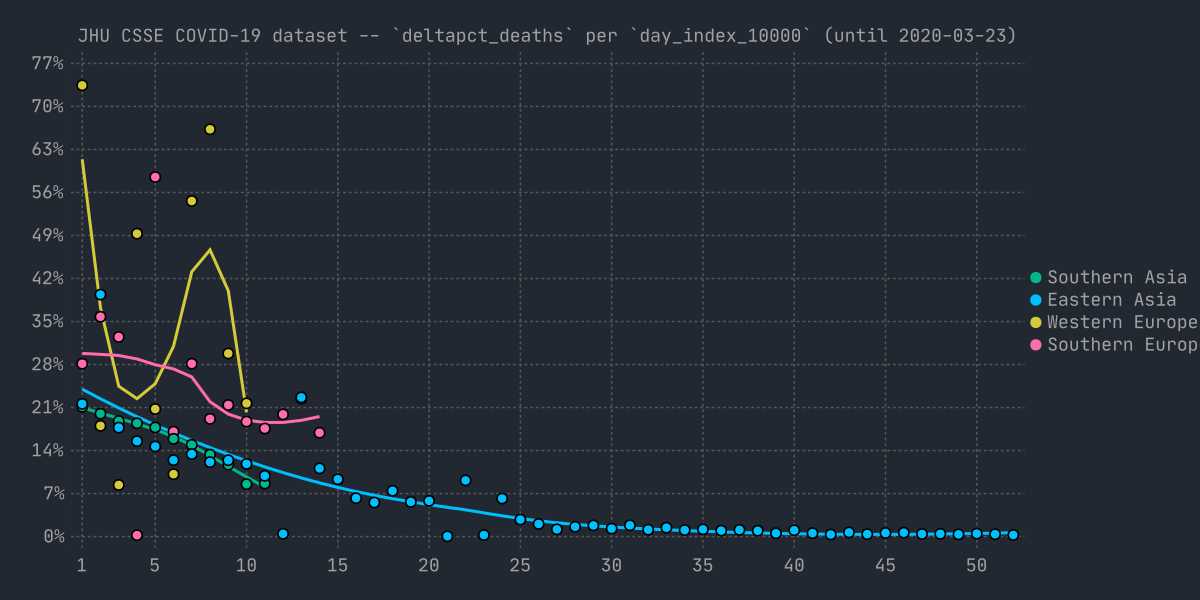 JHU CSSE COVID-19 dataset -- `deltapct_deaths` per `day_index_10000` (until 2020-03-23)
77%
70%
63%
56%
49%
42%
35%
28%
21%
14%
7%
0%
1 5 10 15 20 25 30 35 40 45 50
Southern Asia
Eastern Asia
Western Europe
Southern Europ